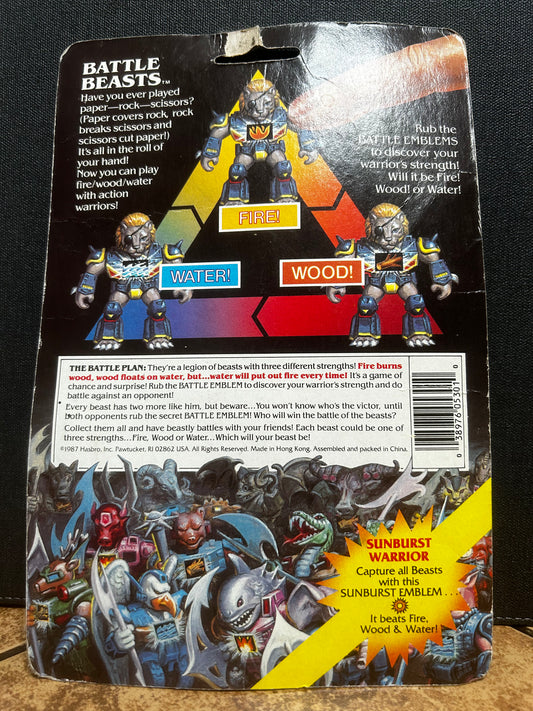 BATTLE
BEASTS™
Have you ever played
paper—rock—scissors?
(Paper covers rock, rock
breaks scissors and
scissors cut paper!)
It's all in the roll of
your hand!
Now you can play
fire/wood/water
with action
warriors!
Rub the
BATTLE EMBLEMS
to discover your
warrior's strength!
Will it be Fire!
Wood! or Water!
FIRE!
WATER!
WOOD!
THE BATTLE PLAN: They're a legion of beasts with three different strengths! Fire burns
wood, wood floats on water, but...water will put out fire every time! It's a game of
chance and surprise! Rub the BATTLE EMBLEM to discover your warrior's strength and do
battle against an opponent!
Every beast has two more like him, but beware...You won't know who's the victor, until
both opponents rub the secret BATTLE EMBLEM! Who will win the battle of the beasts?
Collect them all and have beastly battles with your friends! Each beast could be one of
three strengths...Fire, Wood or Water...Which will your beast be!
©1987 Hasbro, Inc. Pawtucket, RI 02862 USA. All Rights Reserved. Made in Hong Kong. Assembled and packed in China.
0 38976 05301 0
SUNBURST
WARRIOR
Capture all Beasts
with this
SUNBURST EMBLEM....
It beats Fire,
Wood & Water!